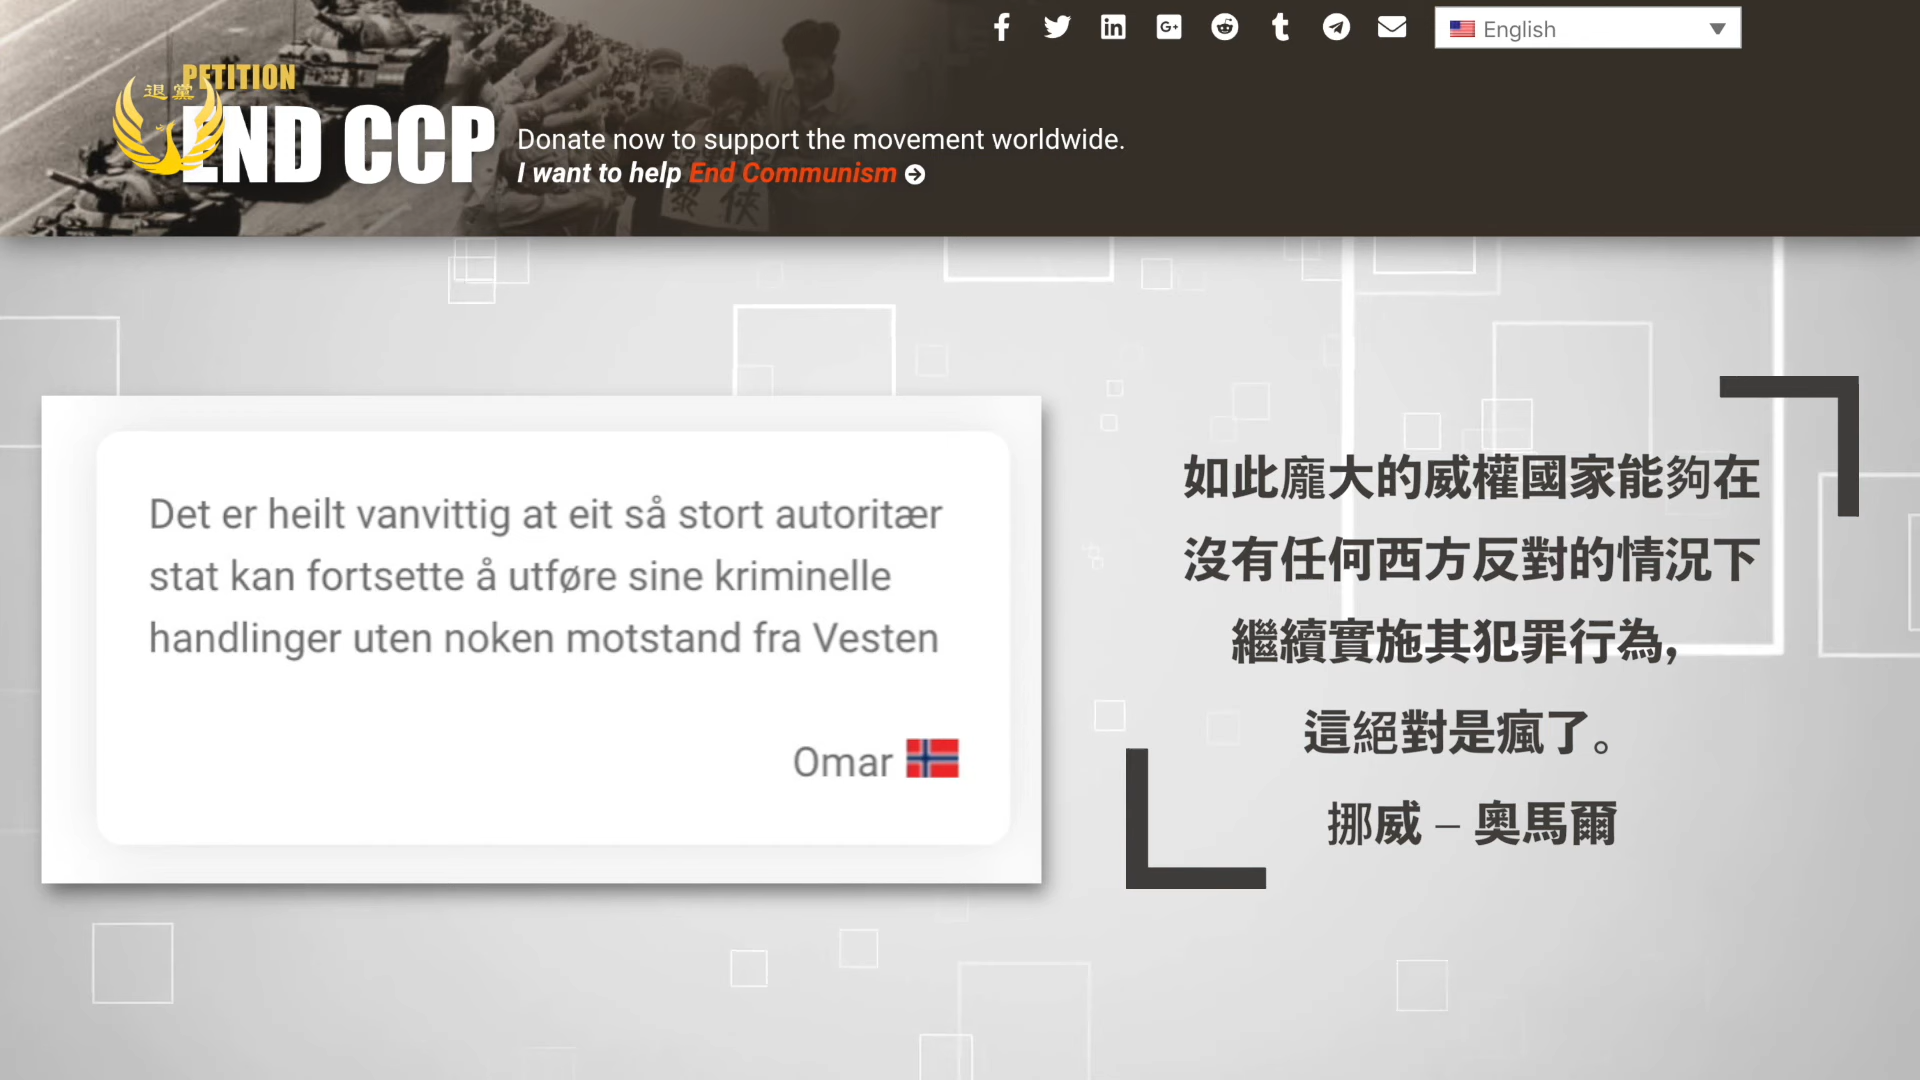 English
PETITION
退黨
END CCP
Donate now to support the movement worldwide.
I want to help End Communism
黎 俠
Det er heilt vanvittig at eit så stort autoritær
stat kan fortsette å utføre sine kriminelle
handlinger uten noken motstand fra Vesten
Omar
如此龐大的威權國家能夠在
沒有任何西方反對的情況下
繼續實施其犯罪行為,
這絕對是瘋了。
挪威 – 奧馬爾